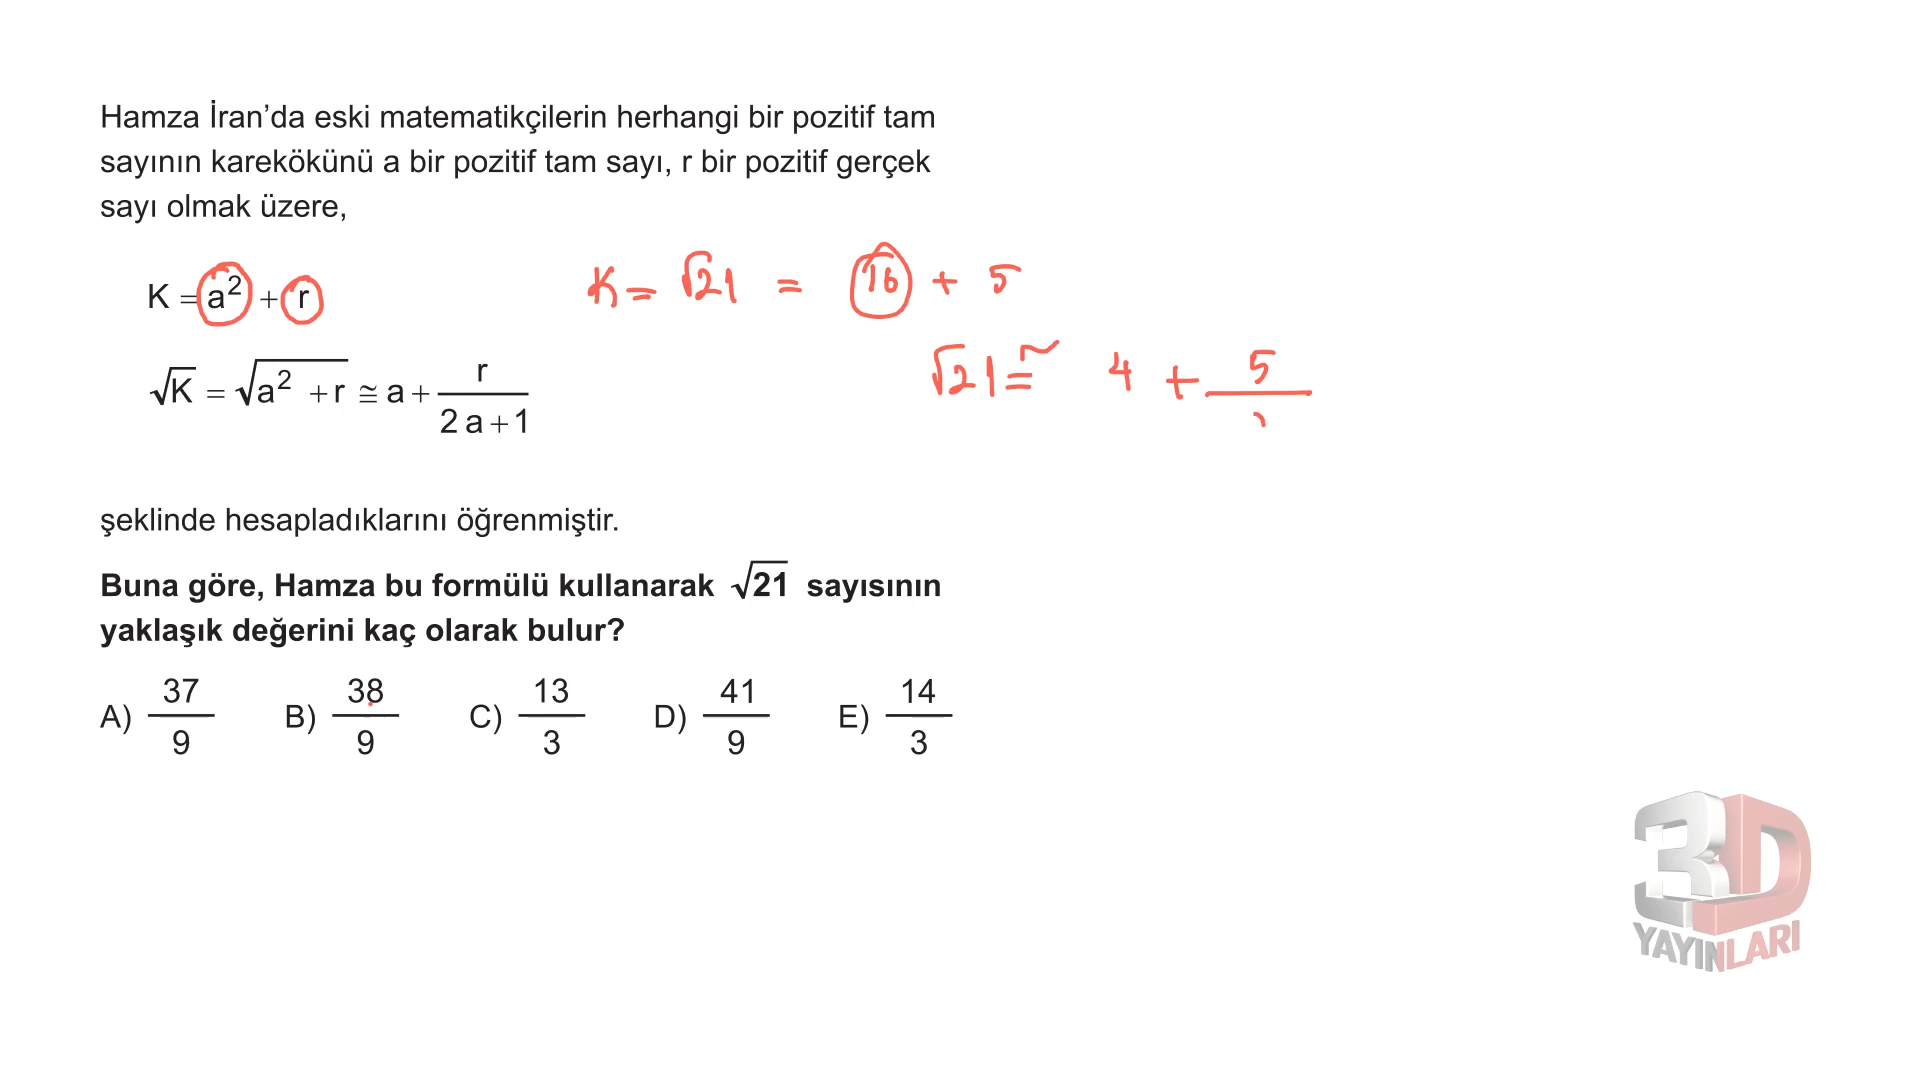 Hamza İran’da eski matematikçilerin herhangi bir pozitif tam
sayının karekökünü a bir pozitif tam sayı, r bir pozitif gerçek
sayı olmak üzere,
K = a² + r
K = √21 = 16 + 5
√K = √(a² + r) ≅ a + r/(2a + 1)
√21 ≅ 4 + 5/
şeklinde hesapladıklarını öğrenmiştir.
Buna göre, Hamza bu formülü kullanarak √21 sayısının
yaklaşık değerini kaç olarak bulur?
A) 37/9 B) 38/9 C) 13/3 D) 41/9 E) 14/3
3D
YAYINLARI